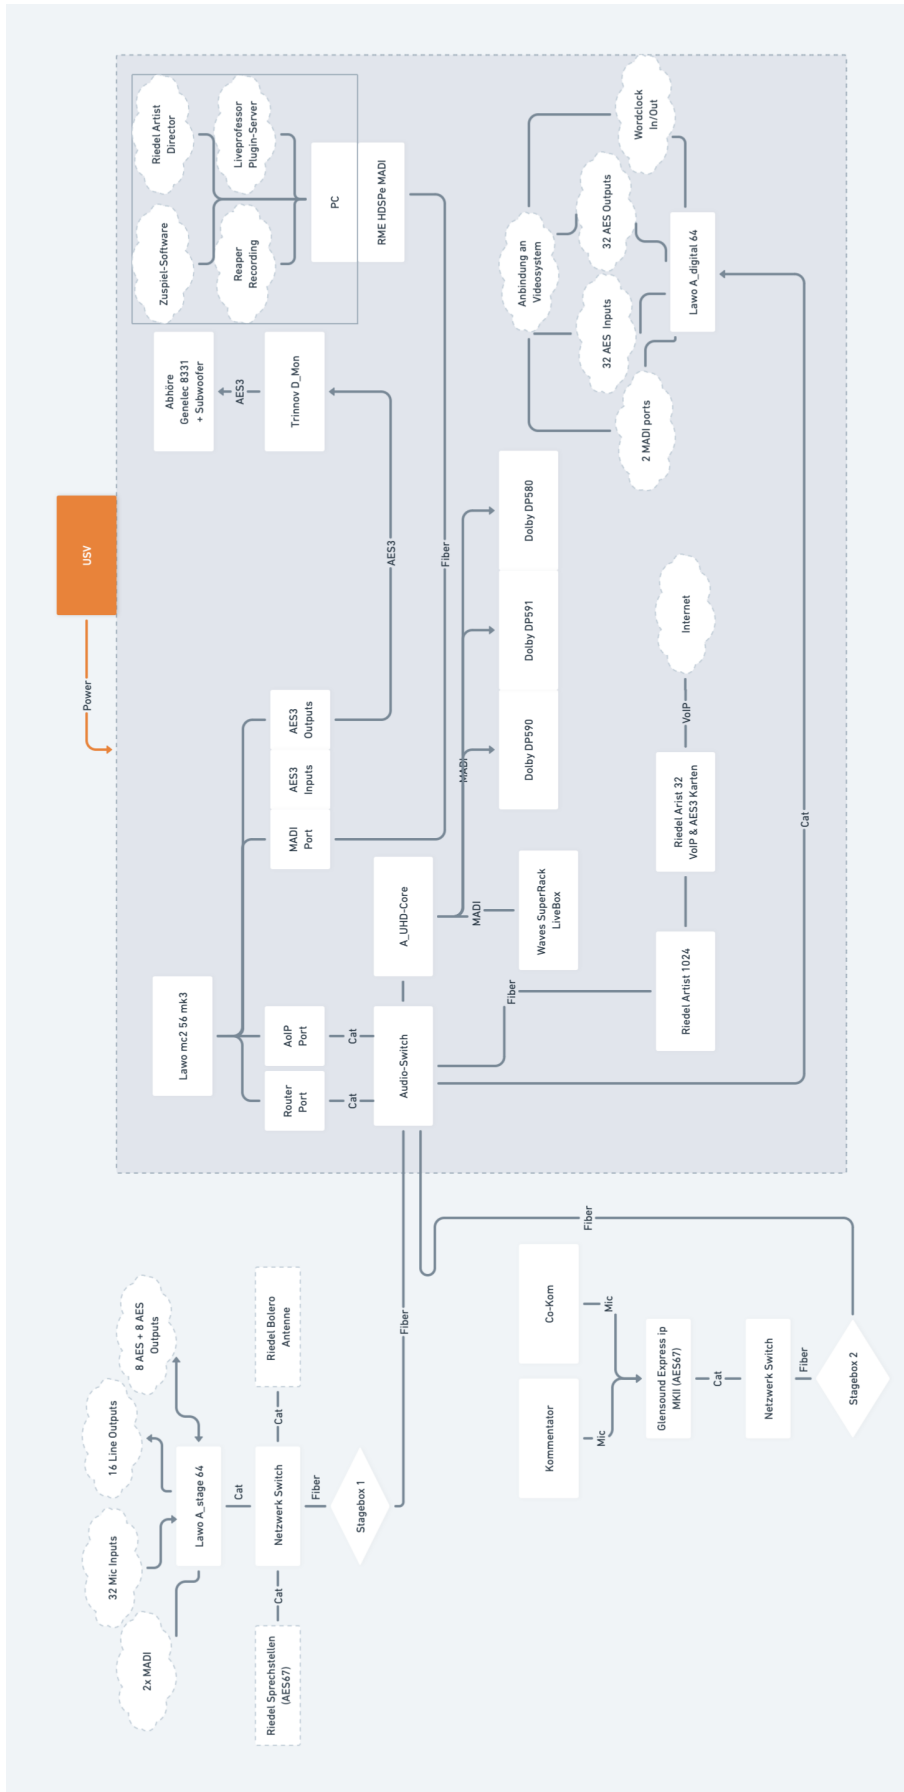 2x MADI
32 Mic Inputs
16 Line Outputs
8 AES + 8 AES
Outputs
Lawo A_stage 64
Cat
Riedel Sprechstellen
(AES67)
Cat
Netzwerk Switch
Cat
Riedel Bolero
Antenne
Fiber
Stagebox 1
Fiber
Kommentator
Co-Kom
Mic
Mic
Glensound Express ip
MKII (AES67)
Cat
Netzwerk Switch
Fiber
Stagebox 2
Fiber
USV
Power
Lawo mc2 56 mk3
Router
Port
AoIP
Port
MADI
Port
AES3
Inputs
AES3
Outputs
Cat
Cat
Audio-Switch
A_UHD-Core
MADI
MADI
Waves SuperRack
LiveBox
Dolby DP590
Dolby DP591
Dolby DP580
Fiber
Riedel Artist 1024
Riedel Arist 32
VoIP & AES3 Karten
VoIP
Internet
Cat
AES3
Fiber
Abhöre
Genelec 8331
+ Subwoofer
AES3
Trinnov D_Mon
Zuspiel-Software
Riedel Artist
Director
Reaper
Recording
Liveprofessor
Plugin-Server
PC
RME HDSPe MADI
Anbindung an
Videosystem
2 MADI ports
32 AES Inputs
32 AES Outputs
Wordclock
In/Out
Lawo A_digital 64